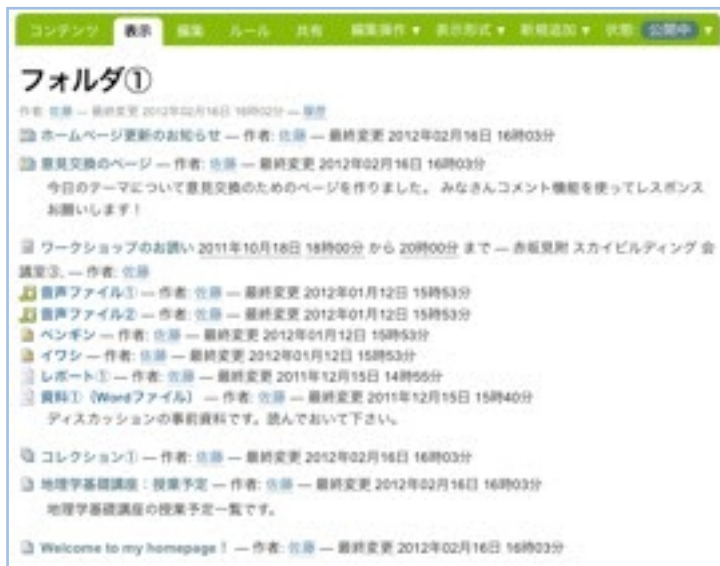 コンテンツ 表示 編集 ルール 共有 編集操作 ▼ 表示形式 ▼ 新規追加 ▼ 状態: 公開中 ▼
フォルダ①
作者: 佐藤 — 最終変更 2012年02月16日 16時02分 — 履歴
ホームページ更新のお知らせ — 作者: 佐藤 — 最終変更 2012年02月16日 16時03分
意見交換のページ — 作者: 佐藤 — 最終変更 2012年02月16日 16時03分
今日のテーマについて意見交換のためのページを作りました。 みなさんコメント機能を使ってレスポンス
お願いします！
ワークショップのお誘い 2011年10月18日 18時00分 から 20時00分 まで — 赤坂見附 スカイビルディング 会
議室③, — 作者: 佐藤
音声ファイル① — 作者: 佐藤 — 最終変更 2012年01月12日 15時53分
音声ファイル② — 作者: 佐藤 — 最終変更 2012年01月12日 15時53分
ペンギン — 作者: 佐藤 — 最終変更 2012年01月12日 15時53分
イワシ — 作者: 佐藤 — 最終変更 2012年01月12日 15時53分
レポート① — 作者: 佐藤 — 最終変更 2011年12月15日 14時55分
資料①（Wordファイル） — 作者: 佐藤 — 最終変更 2011年12月15日 15時40分
ディスカッションの事前資料です。読んでおいて下さい。
コレクション① — 作者: 佐藤 — 最終変更 2012年02月16日 16時03分
地理学基礎講座：授業予定 — 作者: 佐藤 — 最終変更 2012年02月16日 16時03分
地理学基礎講座の授業予定一覧です。
Welcome to my homepage！ — 作者: 佐藤 — 最終変更 2012年02月16日 16時03分